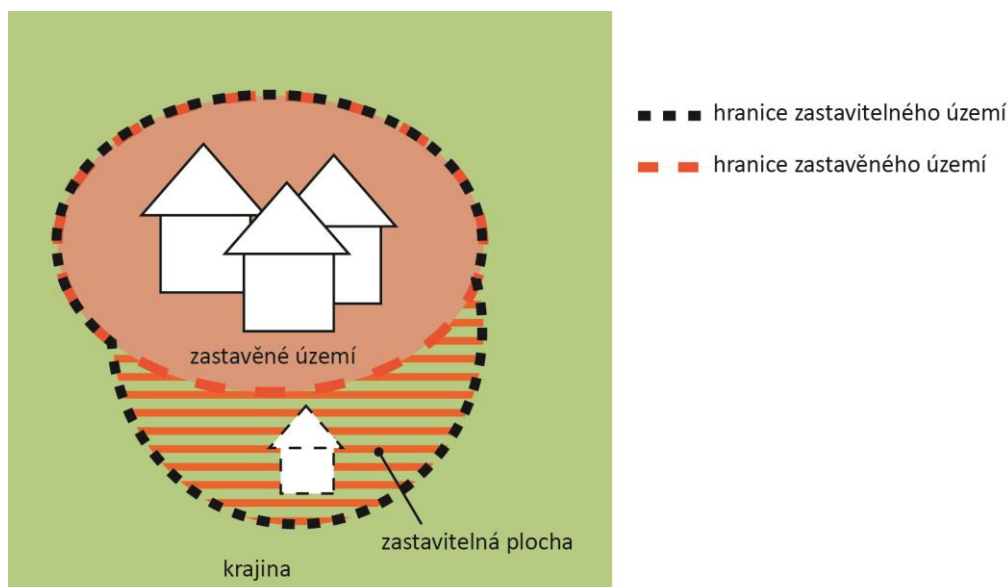 hranice zastavitelného území
hranice zastavěného území
zastavěné území
zastavitelná plocha
krajina